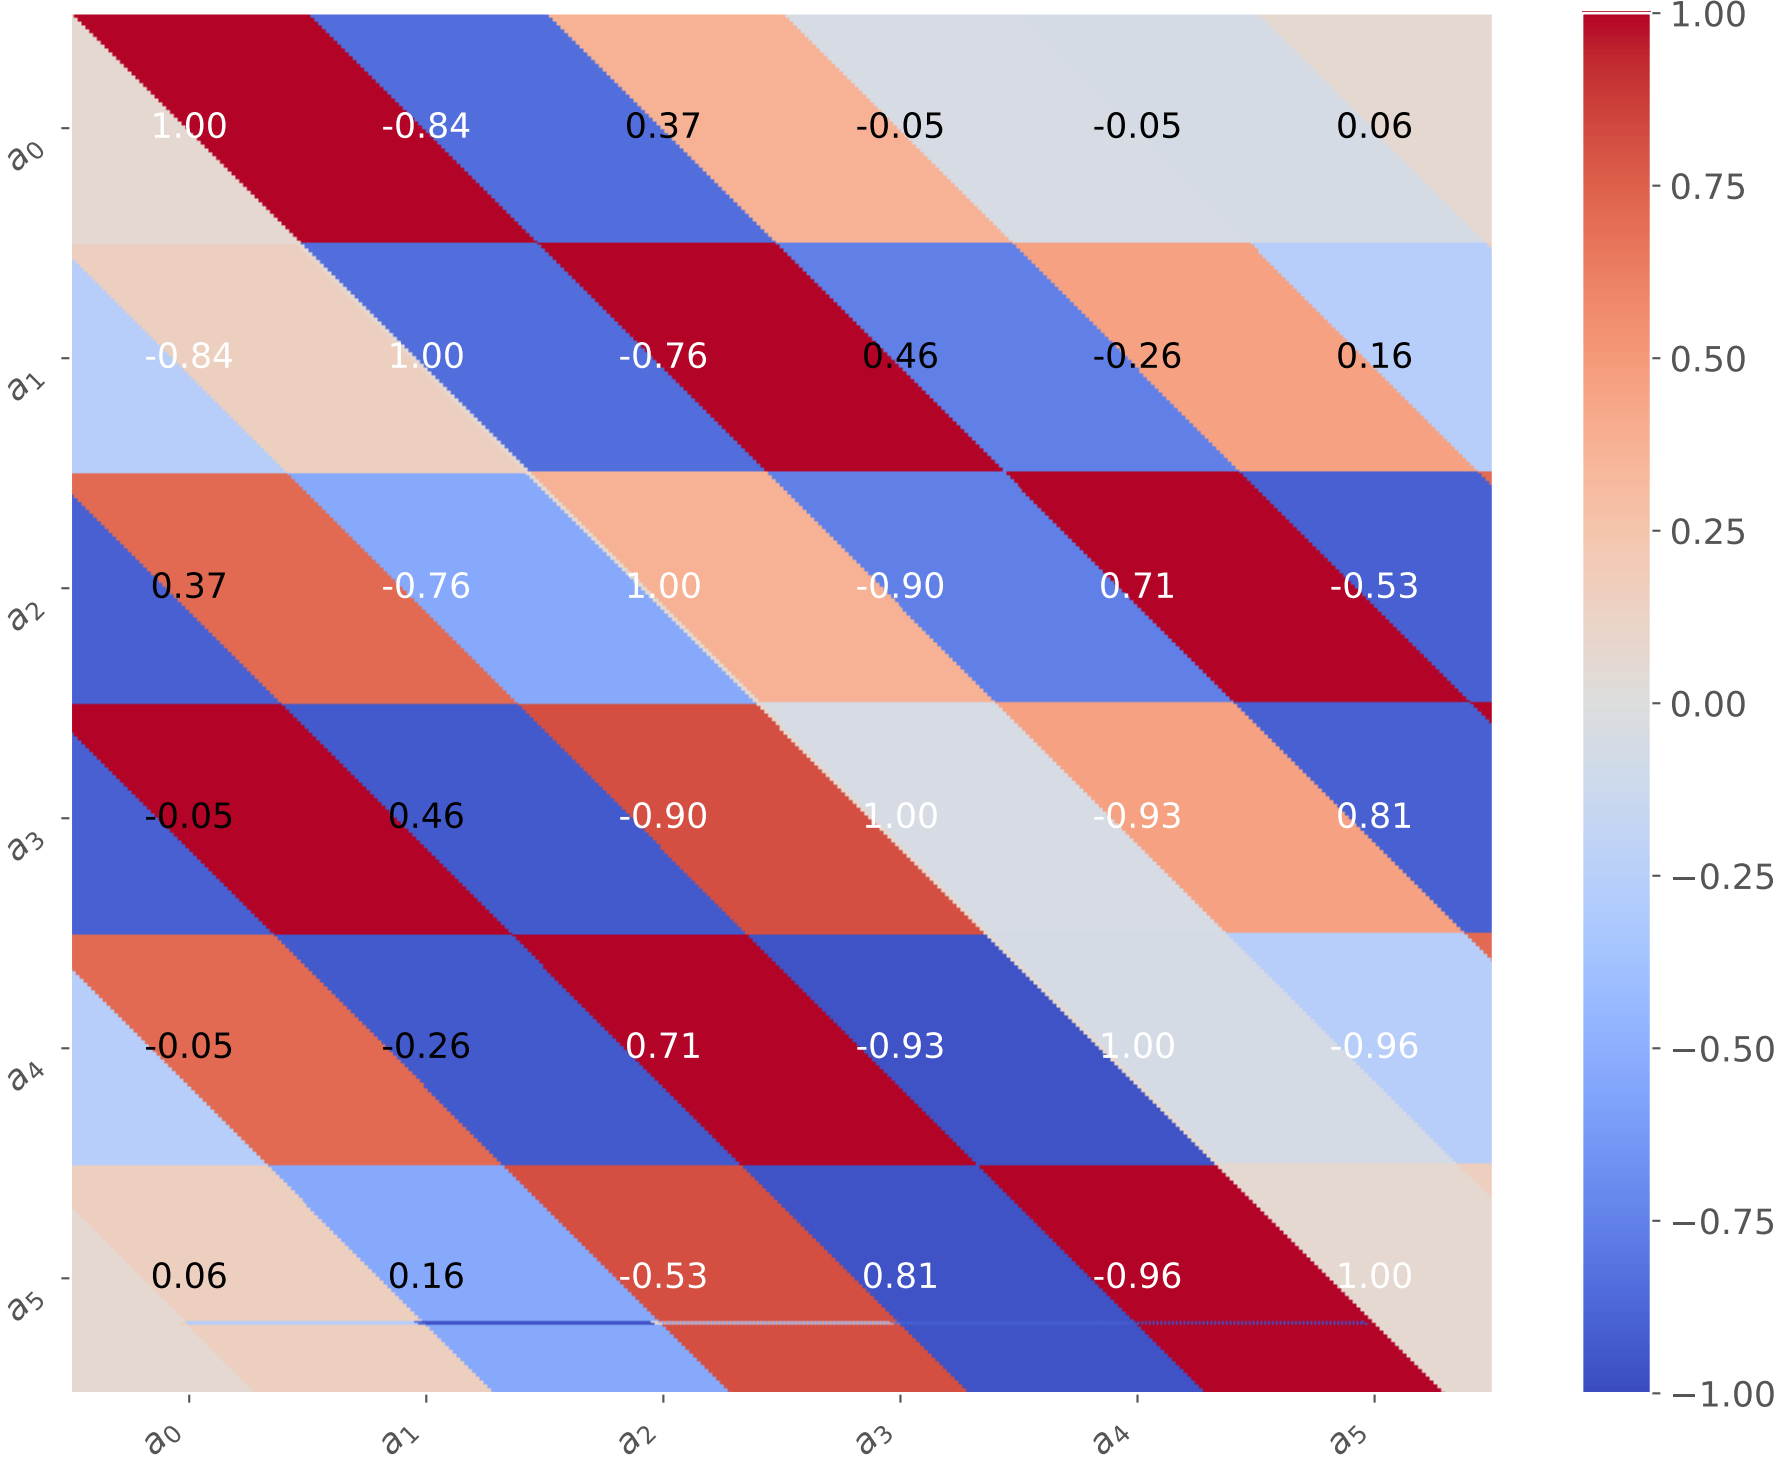 1.00
a0 1.00 -0.84 0.37 -0.05 -0.05 0.06
0.75
a1 -0.84 1.00 -0.76 0.46 -0.26 0.16
0.50
0.25
a2 0.37 -0.76 1.00 -0.90 0.71 -0.53
0.00
a3 -0.05 0.46 -0.90 1.00 -0.93 0.81
−0.25
a4 -0.05 -0.26 0.71 -0.93 1.00 -0.96
−0.50
−0.75
a5 0.06 0.16 -0.53 0.81 -0.96 1.00
−1.00
a0 a1 a2 a3 a4 a5